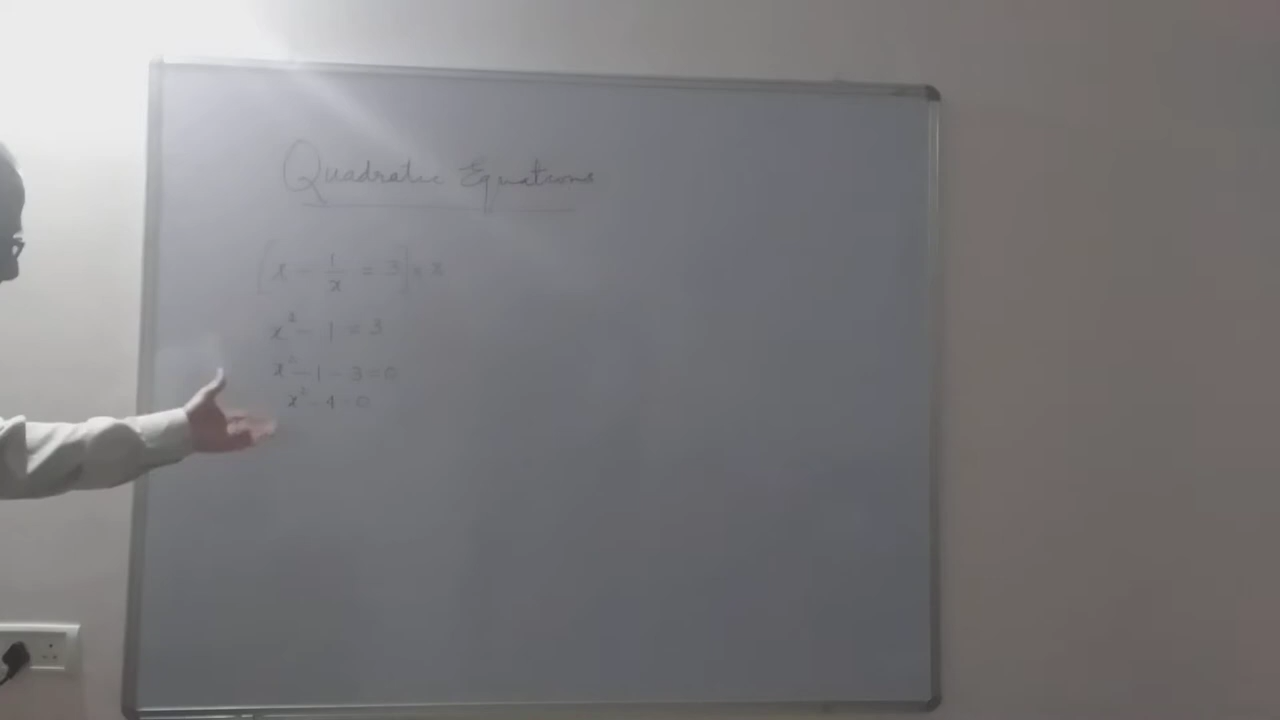 Quadratic Equations
[x - 1/x = 3] × x
x² - 1 = 3
x² - 1 - 3 = 0
x² - 4 = 0